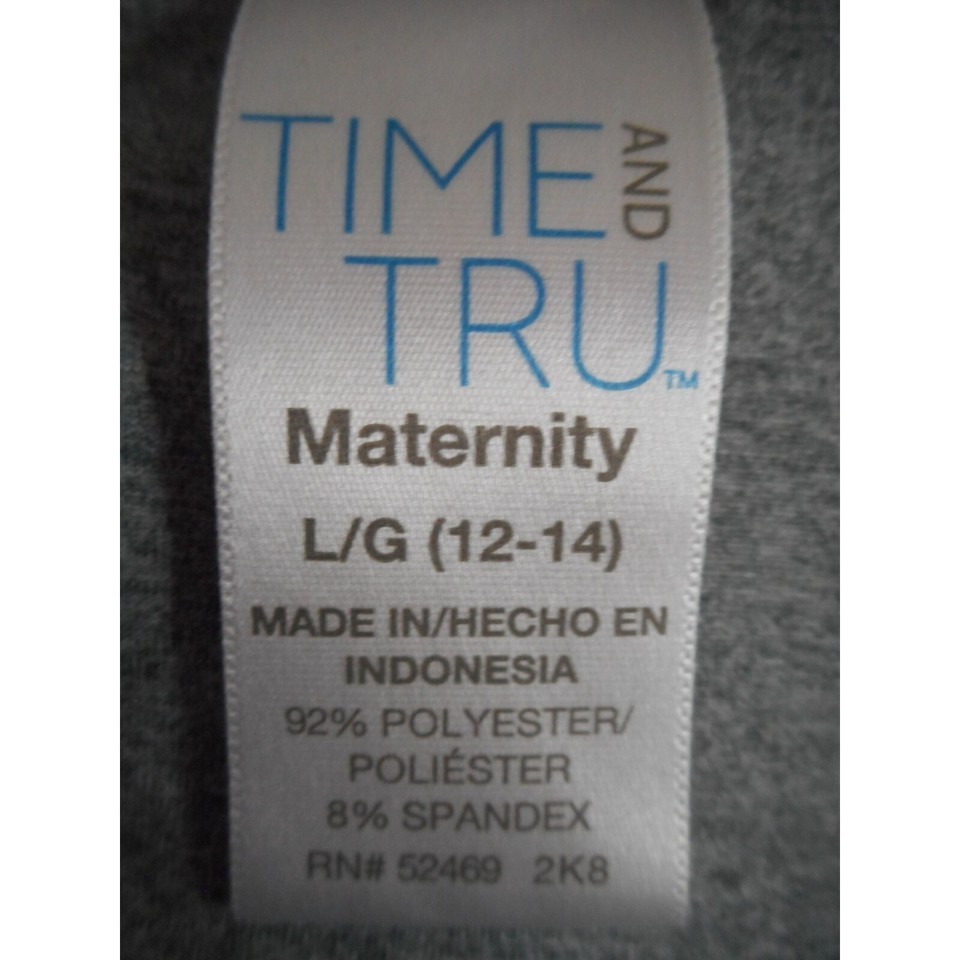 TIME AND
TRU™
Maternity
L/G (12-14)
MADE IN/HECHO EN
INDONESIA
92% POLYESTER/
POLIÉSTER
8% SPANDEX
RN# 52469 2K8